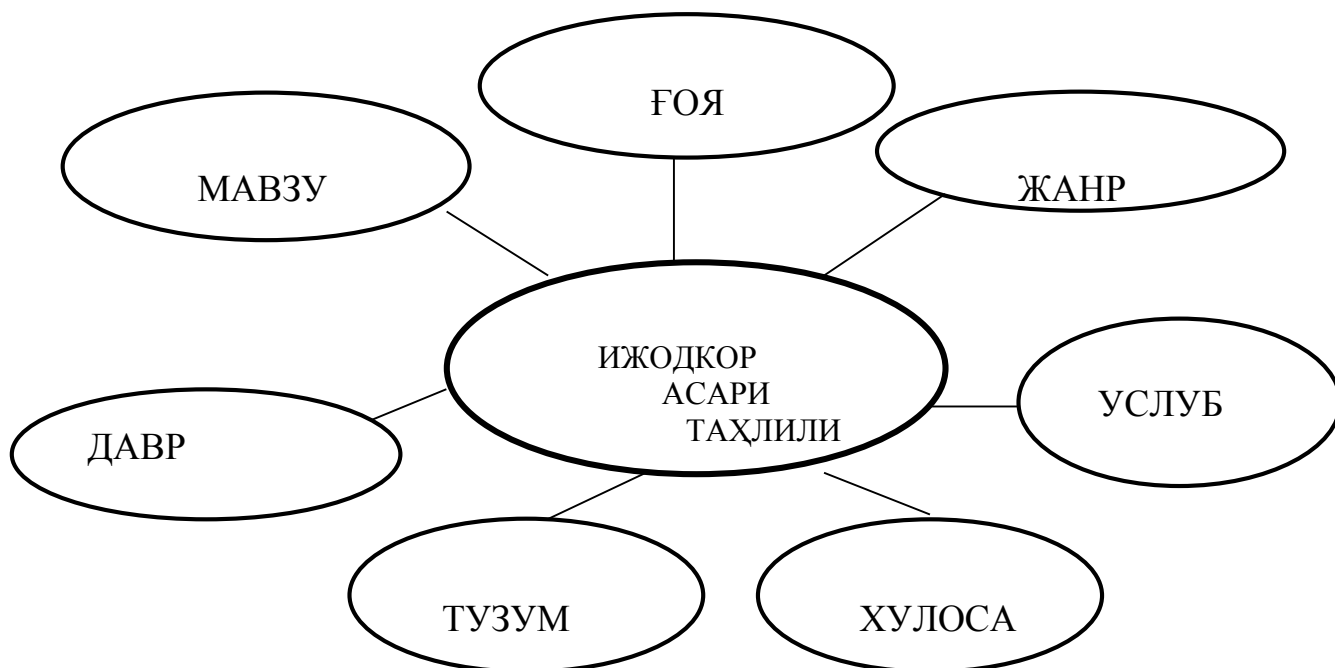 ҒОЯ
МАВЗУ
ЖАНР
ИЖОДКОР
АСАРИ
ТАҲЛИЛИ
УСЛУБ
ДАВР
ТУЗУМ
ХУЛОСА